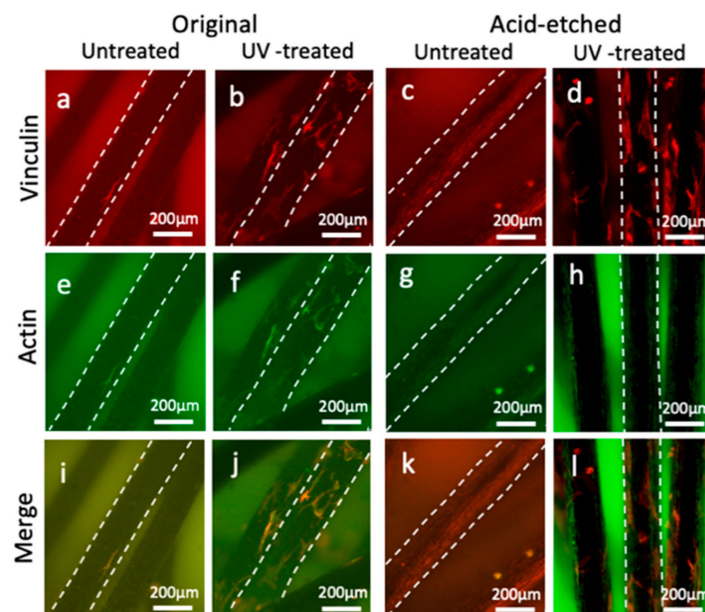 Original Acid-etched
Untreated UV -treated Untreated UV -treated
Vinculin
a b c d
200μm 200μm 200μm 200μm
Actin
e f g h
200μm 200μm 200μm 200μm
Merge
i j k l
200μm 200μm 200μm 200μm